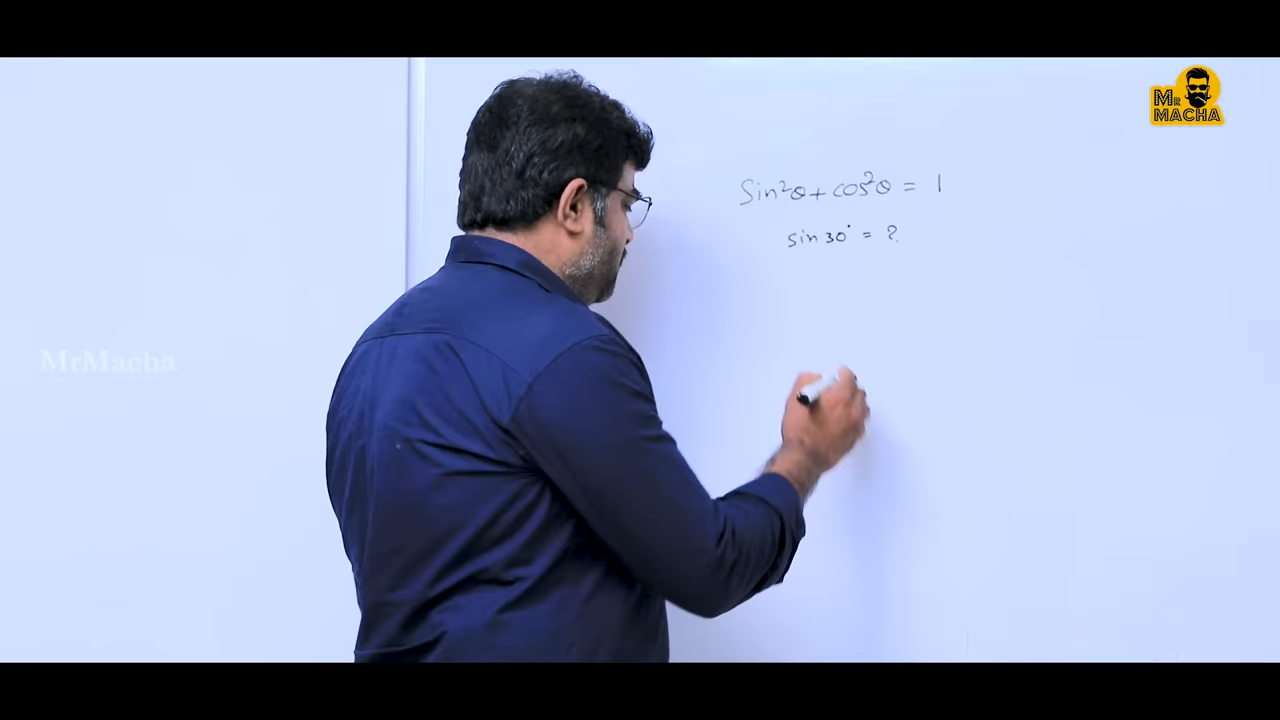 Mr
MACHA
Sin²θ + cos²θ = 1
sin 30° = ?
MrMacha